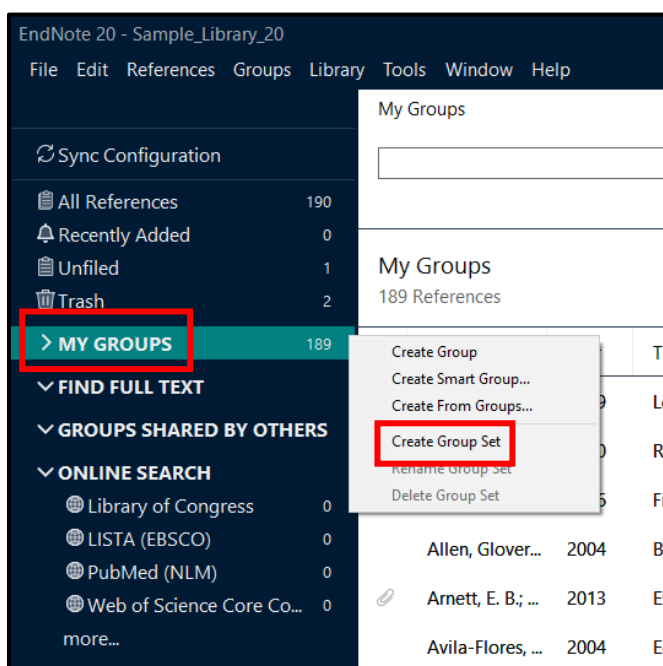 EndNote 20 - Sample_Library_20
File Edit References Groups Library Tools Window Help
My Groups
Sync Configuration
All References 190
Recently Added 0
Unfiled 1
Trash 2
My Groups
189 References
MY GROUPS 189
FIND FULL TEXT
GROUPS SHARED BY OTHERS
ONLINE SEARCH
Library of Congress 0
LISTA (EBSCO) 0
PubMed (NLM) 0
Web of Science Core Co... 0
more...
Create Group
Create Smart Group...
Create From Groups...
Create Group Set
Rename Group Set
Delete Group Set
Allen, Glover... 2004 B
Arnett, E. B.; ... 2013
Avila-Flores, ... 2004